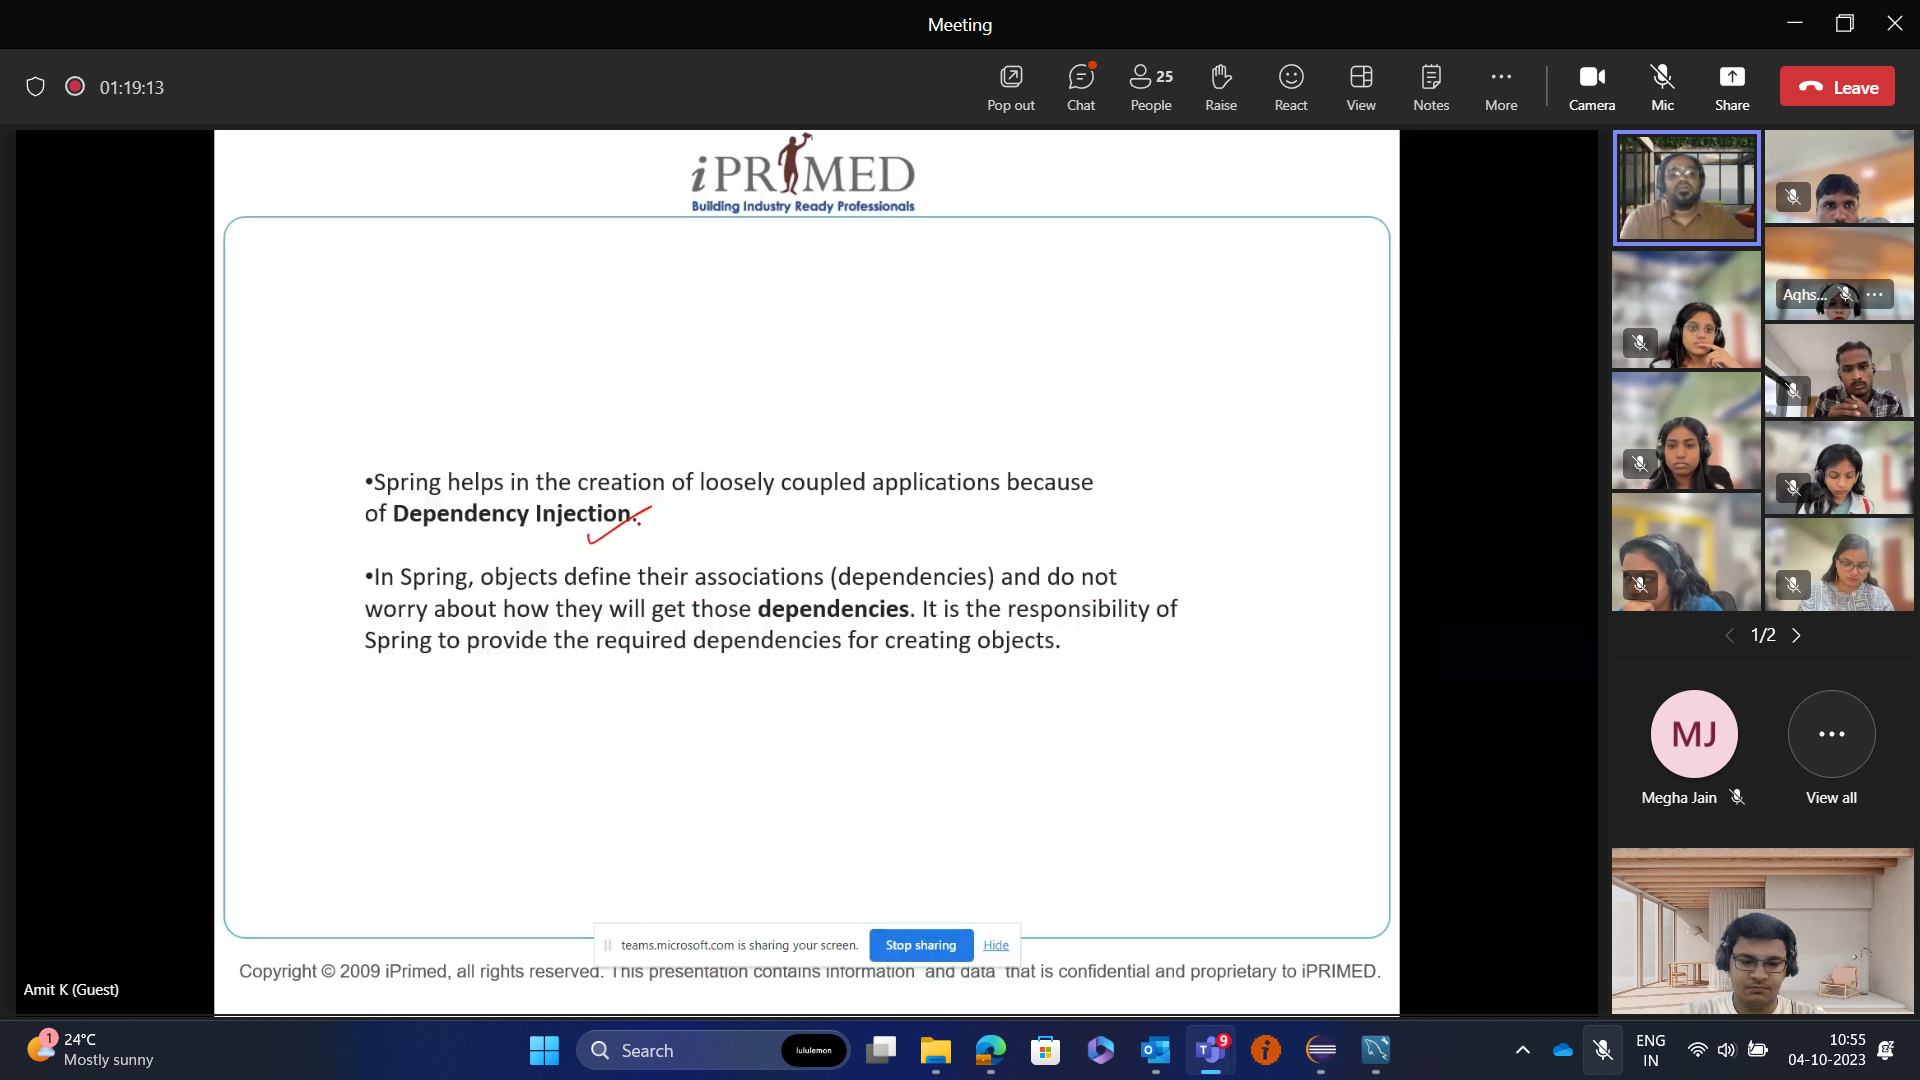 Meeting
01:19:13
Pop out
Chat
25
People
Raise
React
View
Notes
More
Camera
Mic
Share
Leave
iPRIMED
Building Industry Ready Professionals
•Spring helps in the creation of loosely coupled applications because
of Dependency Injection.
•In Spring, objects define their associations (dependencies) and do not
worry about how they will get those dependencies. It is the responsibility of
Spring to provide the required dependencies for creating objects.
teams.microsoft.com is sharing your screen.
Stop sharing
Hide
Copyright © 2009 iPrimed, all rights reserved. This presentation contains information and data that is confidential and proprietary to iPRIMED.
Amit K (Guest)
Aqhs...
1/2
MJ
Megha Jain
View all
1
24°C
Mostly sunny
Search
lululemon
9
ENG
IN
10:55
04-10-2023